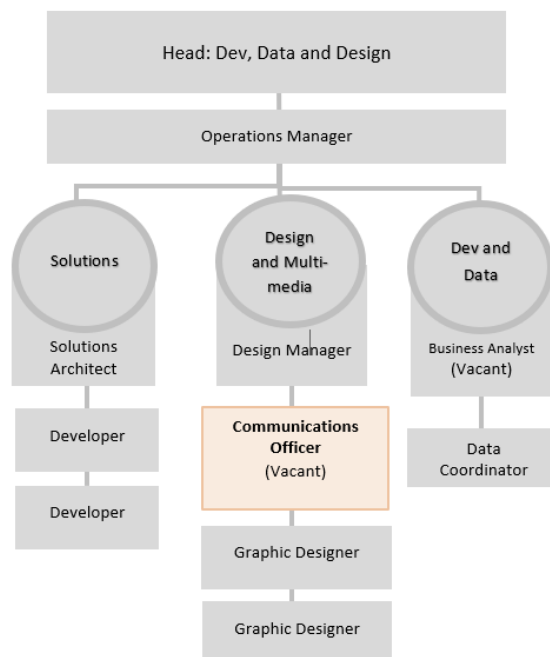 Head: Dev, Data and Design
Operations Manager
Solutions
Solutions
Architect
Developer
Developer
Design
and Multi-
media
Design Manager
Communications
Officer
(Vacant)
Graphic Designer
Graphic Designer
Dev and
Data
Business Analyst
(Vacant)
Data
Coordinator